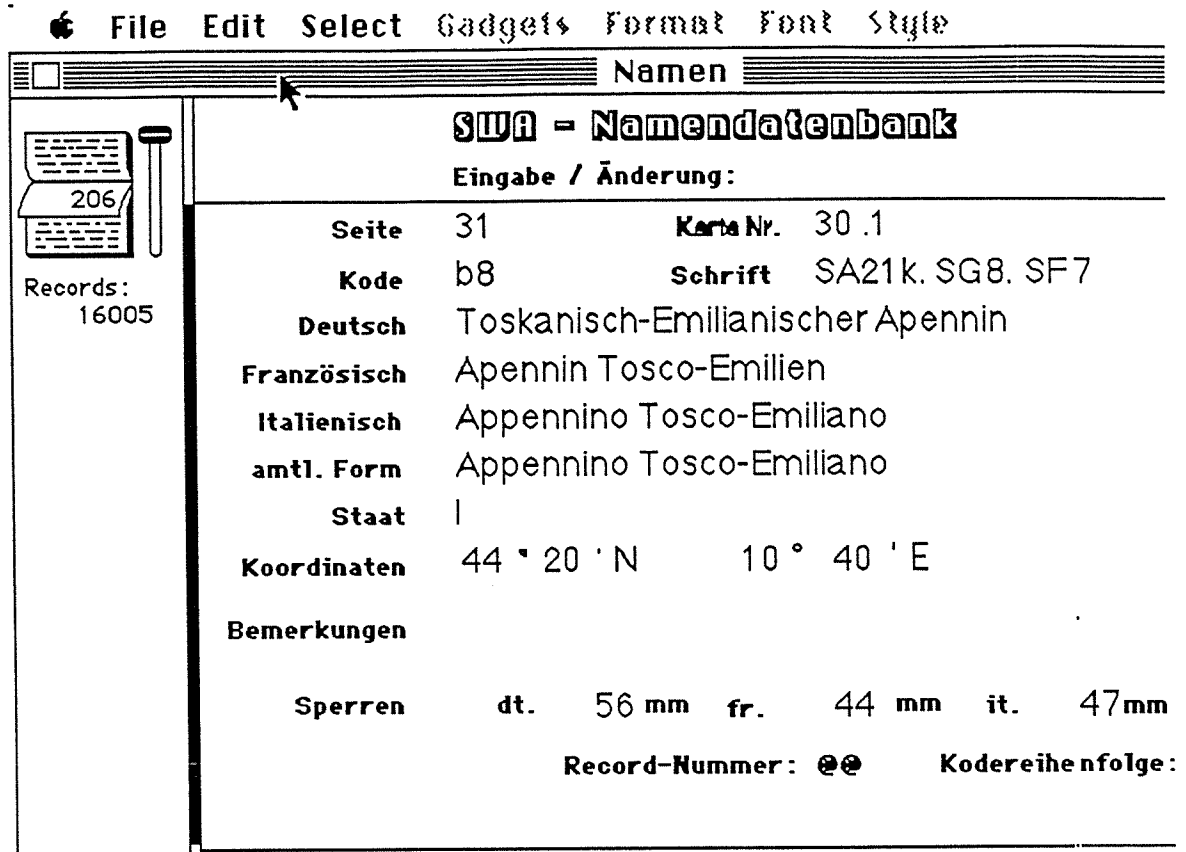 File Edit Select Gadgets Format Font Style
Namen
SWA - Namendatenbank
Eingabe / Änderung:
206
Records:
16005
Seite 31 Karte Nr. 30.1
Kode b8 Schrift SA21k. SG8. SF7
Deutsch Toskanisch-Emilianischer Apennin
Französisch Apennin Tosco-Emilien
Italienisch Appennino Tosco-Emiliano
amtl. Form Appennino Tosco-Emiliano
Staat I
Koordinaten 44 ° 20 ' N 10 ° 40 ' E
Bemerkungen
Sperren dt. 56 mm fr. 44 mm it. 47mm
Record-Nummer: @@ Kodereihenfolge: